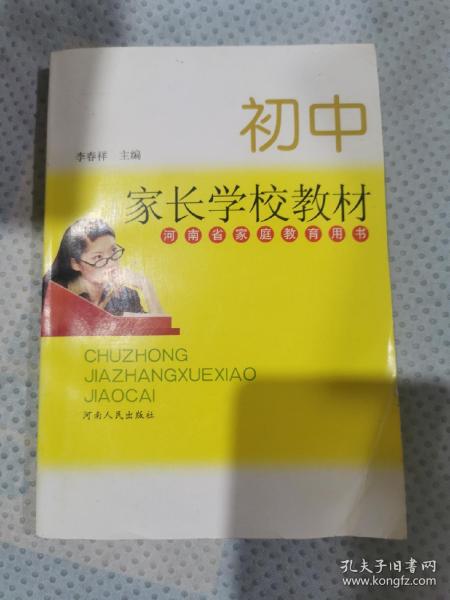 初中
李春祥 主编
家长学校教材
河南省家庭教育用书
CHUZHONG
JIAZHANGXUEXIAO
JIAOCAI
河南人民出版社
孔夫子旧书网
www.kongfz.com